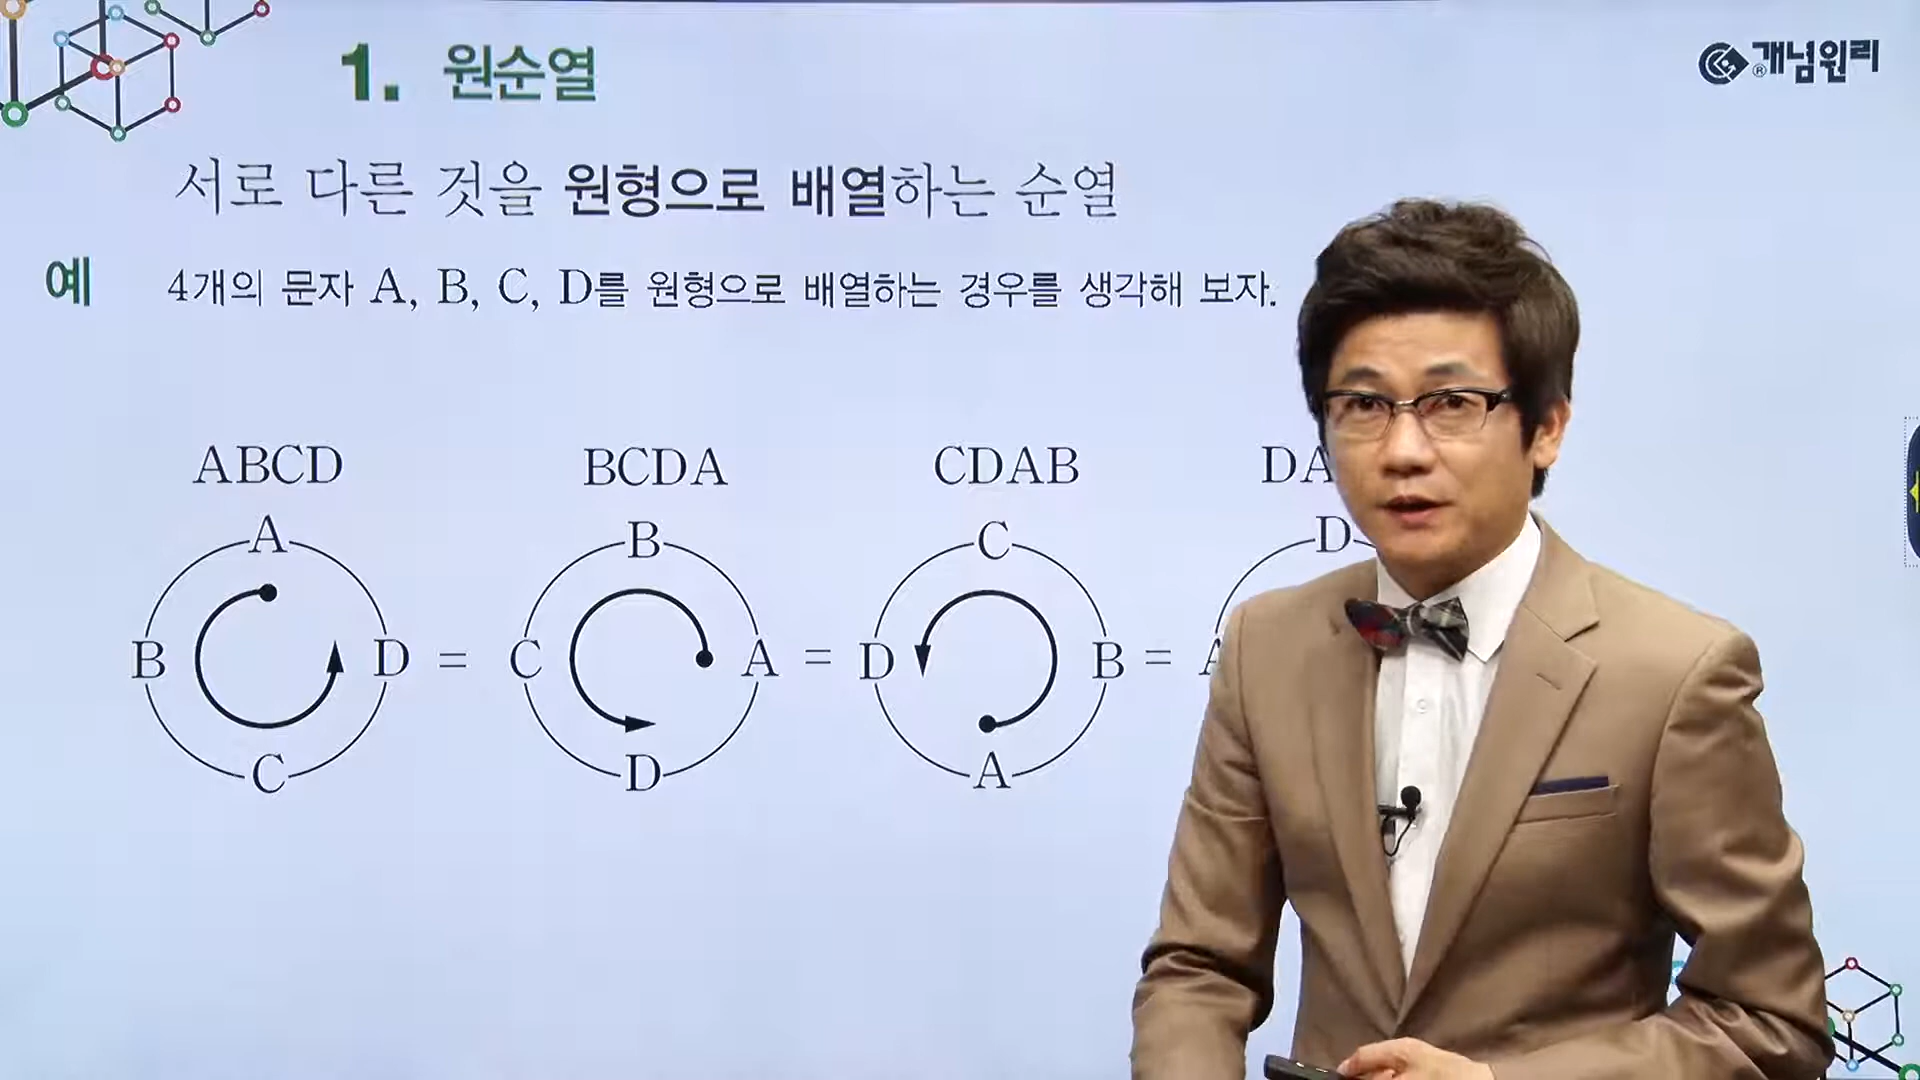 1. 원순열
® 개념원리
서로 다른 것을 원형으로 배열하는 순열
예 4개의 문자 A, B, C, D를 원형으로 배열하는 경우를 생각해 보자.
ABCD BCDA CDAB
A B C D
B D = C A = D B =
C D A